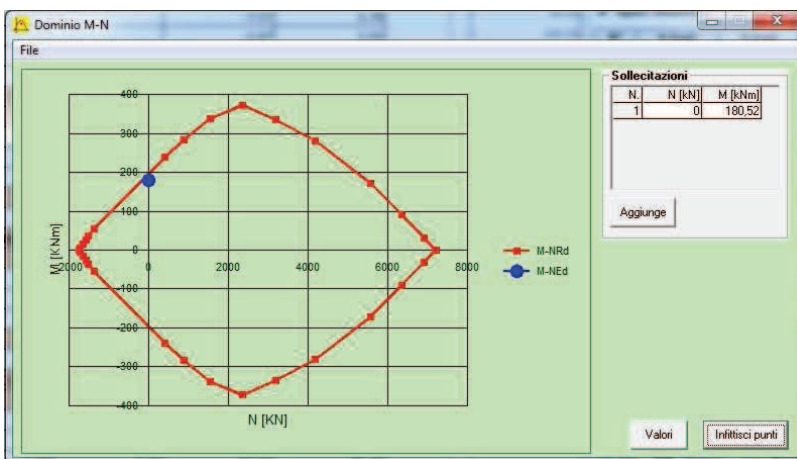 Dominio M-N
File
400
300
200
100
0
-100
-200
-300
-400
M [KNm]
2000
0
2000
4000
6000
8000
N [KN]
M-NRd
M-NEd
Sollecitazioni
N. N [kN] M [kNm]
1 0 180,52
Aggiunge
Valori
Infittisci punti